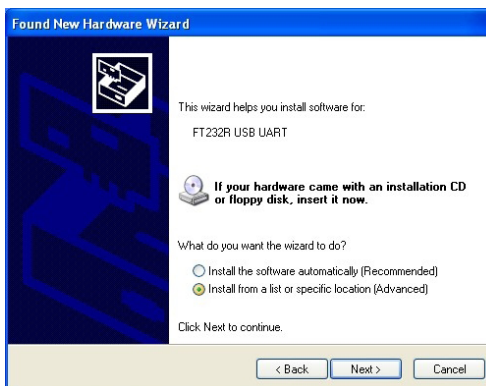 Found New Hardware Wizard
This wizard helps you install software for:
FT232R USB UART
If your hardware came with an installation CD
or floppy disk, insert it now.
What do you want the wizard to do?
Install the software automatically (Recommended)
Install from a list or specific location (Advanced)
Click Next to continue.
< Back Next > Cancel